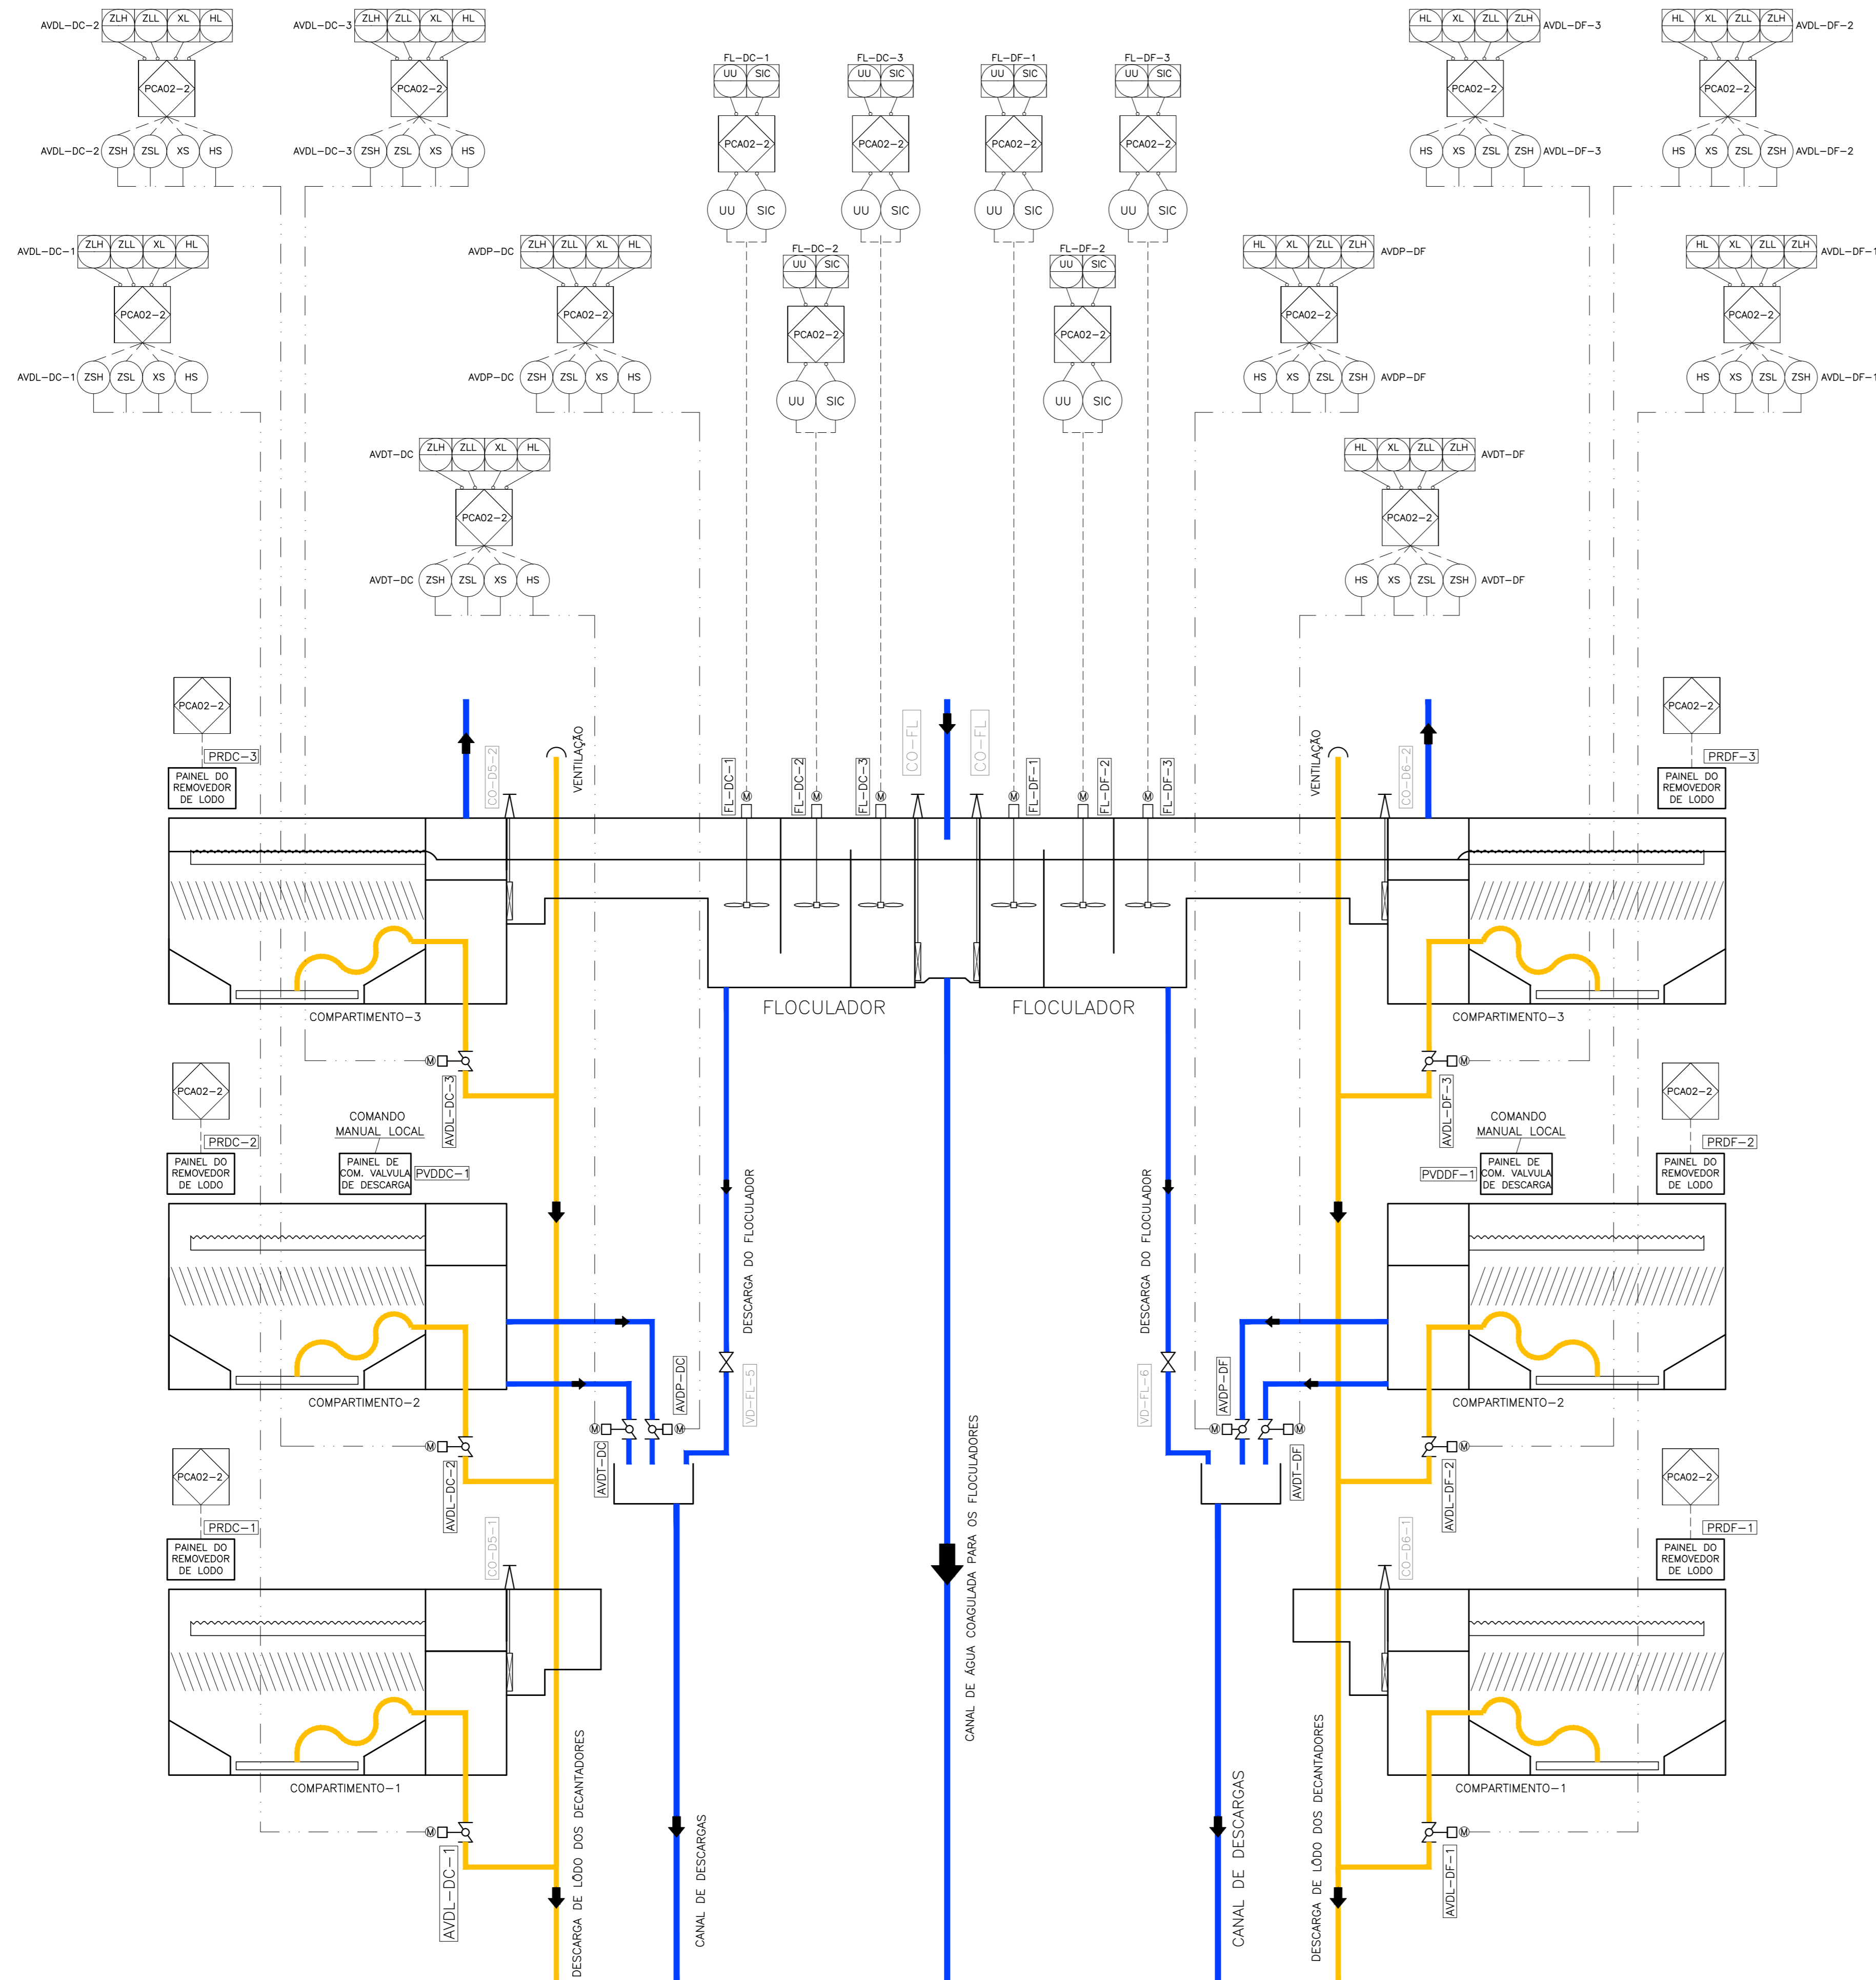 AVDL-DC-2 ZLH ZLL XL HL
PCA02-2
AVDL-DC-2 ZSH ZSL XS HS
AVDL-DC-3 ZLH ZLL XL HL
PCA02-2
AVDL-DC-3 ZSH ZSL XS HS
FL-DC-1
UU SIC
PCA02-2
UU SIC
FL-DC-3
UU SIC
PCA02-2
UU SIC
FL-DF-1
UU SIC
PCA02-2
UU SIC
FL-DF-3
UU SIC
PCA02-2
UU SIC
HL XL ZLL ZLH AVDL-DF-3
PCA02-2
HS XS ZSL ZSH AVDL-DF-3
HL XL ZLL ZLH AVDL-DF-2
PCA02-2
HS XS ZSL ZSH AVDL-DF-2
AVDL-DC-1 ZLH ZLL XL HL
PCA02-2
AVDL-DC-1 ZSH ZSL XS HS
AVDP-DC ZLH ZLL XL HL
PCA02-2
AVDP-DC ZSH ZSL XS HS
FL-DC-2
UU SIC
PCA02-2
UU SIC
FL-DF-2
UU SIC
PCA02-2
UU SIC
HL XL ZLL ZLH AVDP-DF
PCA02-2
HS XS ZSL ZSH AVDP-DF
HL XL ZLL ZLH AVDL-DF-1
PCA02-2
HS XS ZSL ZSH AVDL-DF-1
AVDT-DC ZLH ZLL XL HL
PCA02-2
AVDT-DC ZSH ZSL XS HS
HL XL ZLL ZLH AVDT-DF
PCA02-2
HS XS ZSL ZSH AVDT-DF
PCA02-2
PRDC-3
PAINEL DO
REMOVEDOR
DE LODO
CO-D5-2
VENTILAÇÃO
FL-DC-1
M
FL-DC-2
M
FL-DC-3
M
CO-FL
CO-FL
FL-DF-1
M
FL-DF-2
M
FL-DF-3
M
VENTILAÇÃO
CO-D6-2
PCA02-2
PRDF-3
PAINEL DO
REMOVEDOR
DE LODO
COMPARTIMENTO-3
FLOCULADOR
FLOCULADOR
COMPARTIMENTO-3
M
AVDL-DC-3
M
AVDL-DF-3
PCA02-2
PRDC-2
PAINEL DO
REMOVEDOR
DE LODO
COMANDO
MANUAL LOCAL
PAINEL DE
COM. VALVULA
DE DESCARGA
PVDDC-1
DESCARGA DO FLOCULADOR
DESCARGA DO FLOCULADOR
COMANDO
MANUAL LOCAL
PVDDF-1
PAINEL DE
COM. VALVULA
DE DESCARGA
PCA02-2
PRDF-2
PAINEL DO
REMOVEDOR
DE LODO
COMPARTIMENTO-2
AVDP-DC
VD-FL-5
VD-FL-6
AVDP-DF
COMPARTIMENTO-2
M
AVDL-DC-2
M
AVDT-DC
M
M
M
AVDT-DF
M
AVDL-DF-2
CANAL DE ÁGUA COAGULADA PARA OS FLOCULADORES
PCA02-2
PRDC-1
PAINEL DO
REMOVEDOR
DE LODO
CO-D5-1
CO-D6-1
PCA02-2
PRDF-1
PAINEL DO
REMOVEDOR
DE LODO
COMPARTIMENTO-1
COMPARTIMENTO-1
M
AVDL-DC-1
DESCARGA DE LÔDO DOS DECANTADORES
CANAL DE DESCARGAS
CANAL DE DESCARGAS
DESCARGA DE LÔDO DOS DECANTADORES
M
AVDL-DF-1